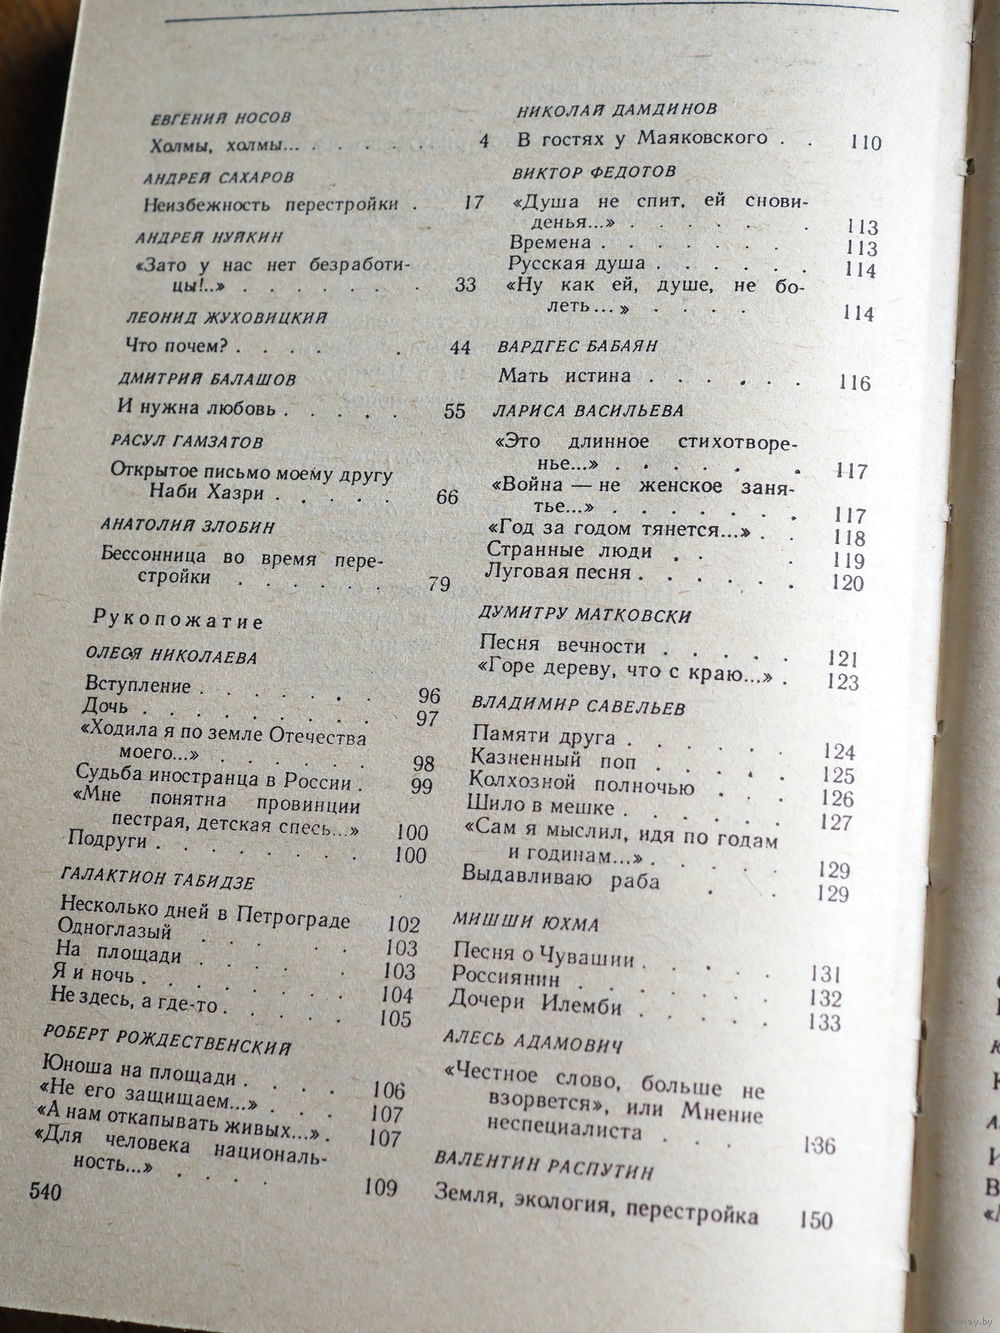 ЕВГЕНИЙ НОСОВ
Холмы, холмы... . . . . . . 4
АНДРЕЙ САХАРОВ
Неизбежность перестройки . 17
АНДРЕЙ НУЙКИН
«Зато у нас нет безработи-
цы!..» . . . . . . . . 33
ЛЕОНИД ЖУХОВИЦКИЙ
Что почем? . . . . . 44
ДМИТРИЙ БАЛАШОВ
И нужна любовь . . . . . 55
РАСУЛ ГАМЗАТОВ
Открытое письмо моему другу
Наби Хазри . . . . . 66
АНАТОЛИЙ ЗЛОБИН
Бессонница во время пере-
стройки . . . . . . 79
Рукопожатие
ОЛЕСЯ НИКОЛАЕВА
Вступление . . . . . . . 96
Дочь . . . . . . . . . 97
«Ходила я по земле Отечества
моего...» . . . . . . . 98
Судьба иностранца в России . 99
«Мне понятна провинции
пестрая, детская спесь...» 100
Подруги . . . . . . . . 100
ГАЛАКТИОН ТАБИДЗЕ
Несколько дней в Петрограде 102
Одноглазый . . . . 103
На площади . . . . . 103
Я и ночь . . . . . . . 104
Не здесь, а где-то . . . . . 105
РОБЕРТ РОЖДЕСТВЕНСКИЙ
Юноша на площади . . . . 106
«Не его защищаем...» . . . . 107
«А нам откапывать живых...» . 107
«Для человека националь-
ность...» . . . . . 109
540
НИКОЛАЙ ДАМДИНОВ
В гостях у Маяковского . . 110
ВИКТОР ФЕДОТОВ
«Душа не спит, ей снови-
денья...» . . . . . . . 113
Времена . . . . . . . 113
Русская душа . . . . . . 114
«Ну как ей, душе, не бо-
леть...» . . . . 114
ВАРДГЕС БАБАЯН
Мать истина . . . . . . 116
ЛАРИСА ВАСИЛЬЕВА
«Это длинное стихотворе-
нье...» . . . . . . 117
«Война — не женское заня-
тье...» . . . . . . . 117
«Год за годом тянется...» . . 118
Странные люди . . . 119
Луговая песня . . . . . . 120
ДУМИТРУ МАТКОВСКИ
Песня вечности . . . . . 121
«Горе дереву, что с краю...» . 123
ВЛАДИМИР САВЕЛЬЕВ
Памяти друга . . . . . . 124
Казненный поп . . . . . 125
Колхозной полночью . . . 126
Шило в мешке . . . . . . 127
«Сам я мыслил, идя по годам
и годинам...» . . . . . 129
Выдавливаю раба . . 129
МИШШИ ЮХМА
Песня о Чувашии . . . . 131
Россиянин . . . . . . 132
Дочери Илемби . . . . . 133
АЛЕСЬ АДАМОВИЧ
«Честное слово, больше не
взорвется», или Мнение
неспециалиста . . . . 136
ВАЛЕНТИН РАСПУТИН
Земля, экология, перестройка 150
www.ay.by